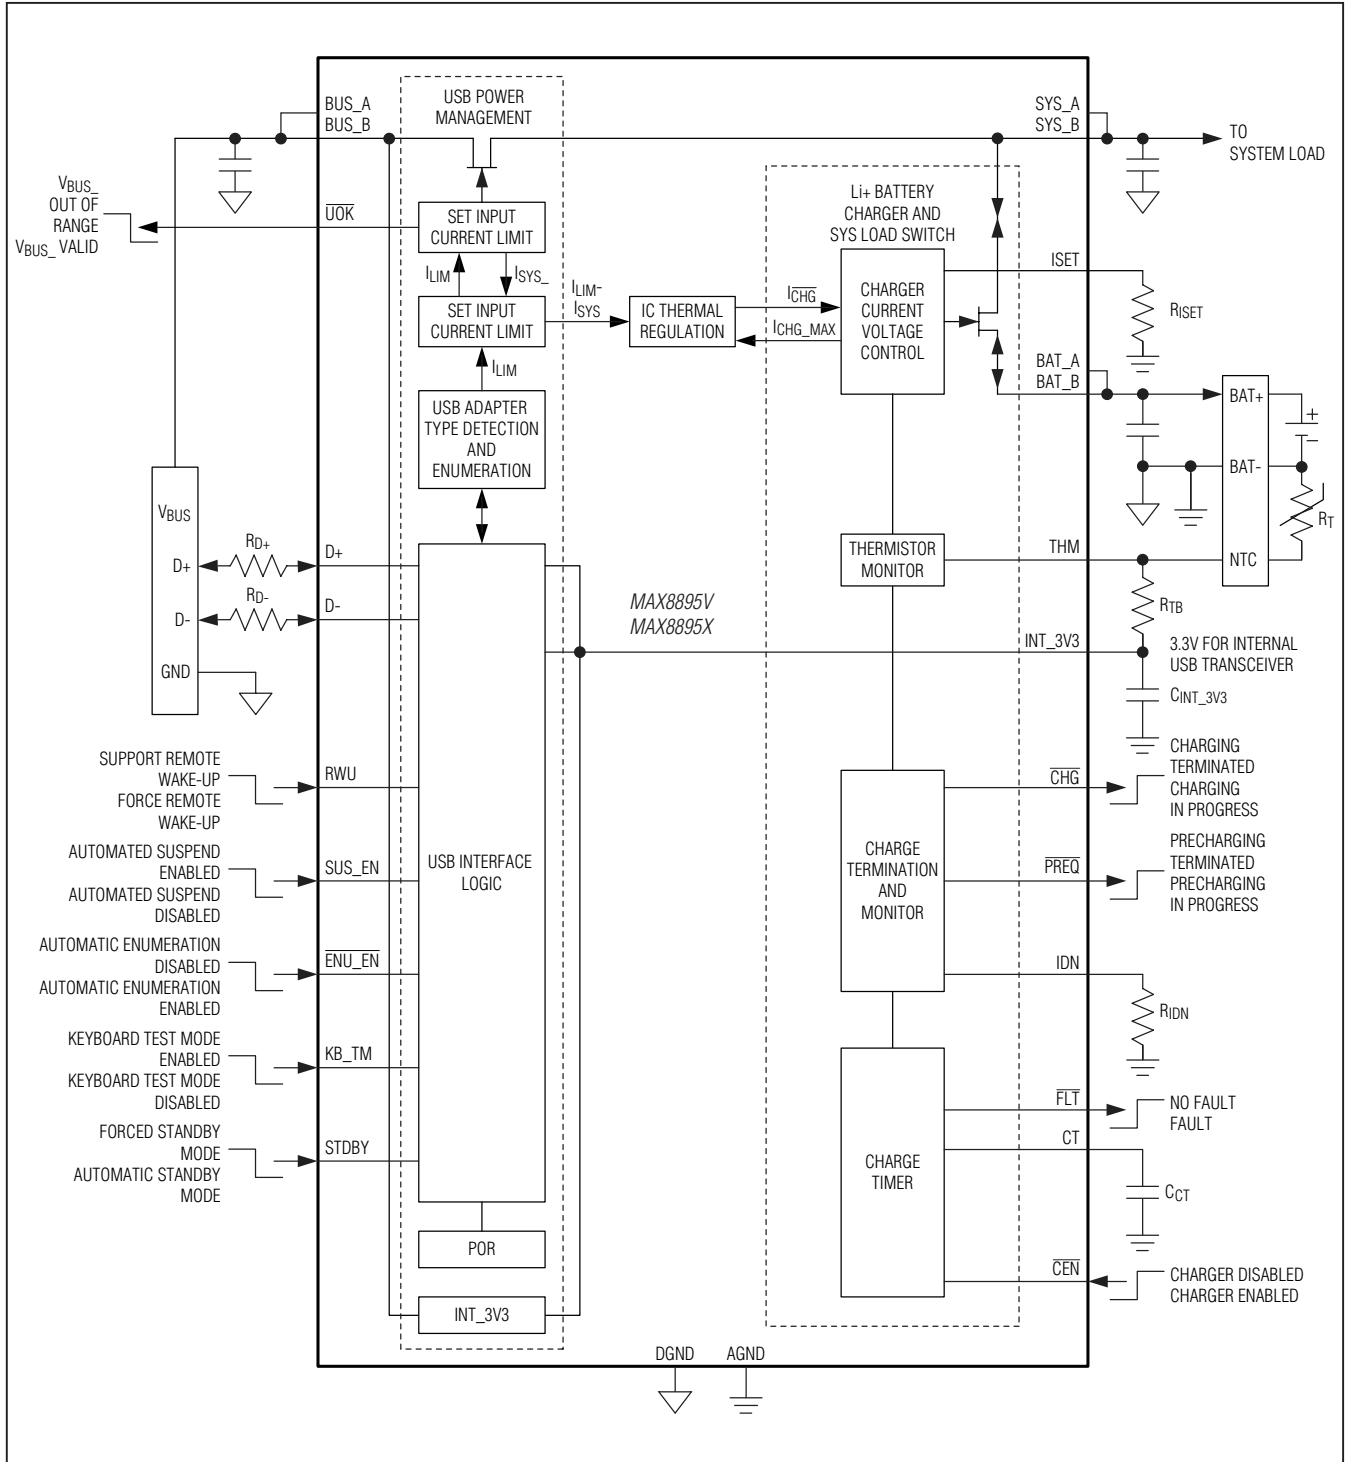 BUS_A
BUS_B
USB POWER
MANAGEMENT
SYS_A
SYS_B
TO
SYSTEM LOAD
VBUS_
OUT OF
RANGE
VBUS_ VALID
UOK
SET INPUT
CURRENT LIMIT
ILIM
ISYS_
SET INPUT
CURRENT LIMIT
ILIM-
ISYS
IC THERMAL
REGULATION
ICHG
ICHG_MAX
Li+ BATTERY
CHARGER AND
SYS LOAD SWITCH
CHARGER
CURRENT
VOLTAGE
CONTROL
ISET
RISET
BAT_A
BAT_B
BAT+
+
−
BAT-
RT
NTC
ILIM
USB ADAPTER
TYPE DETECTION
AND
ENUMERATION
VBUS
D+
D-
GND
RD+
RD-
D+
D-
THERMISTOR
MONITOR
THM
RTB
MAX8895V
MAX8895X
INT_3V3
3.3V FOR INTERNAL
USB TRANSCEIVER
CINT_3V3
SUPPORT REMOTE
WAKE-UP
FORCE REMOTE
WAKE-UP
RWU
AUTOMATED SUSPEND
ENABLED
AUTOMATED SUSPEND
DISABLED
SUS_EN
AUTOMATIC ENUMERATION
DISABLED
AUTOMATIC ENUMERATION
ENABLED
ENU_EN
KEYBOARD TEST MODE
ENABLED
KEYBOARD TEST MODE
DISABLED
KB_TM
FORCED STANDBY
MODE
AUTOMATIC STANDBY
MODE
STDBY
USB INTERFACE
LOGIC
POR
INT_3V3
CHARGE
TERMINATION
AND
MONITOR
CHG
CHARGING
TERMINATED
CHARGING
IN PROGRESS
PREQ
PRECHARGING
TERMINATED
PRECHARGING
IN PROGRESS
IDN
RIDN
CHARGE
TIMER
FLT
NO FAULT
FAULT
CT
CCT
CEN
CHARGER DISABLED
CHARGER ENABLED
DGND
AGND